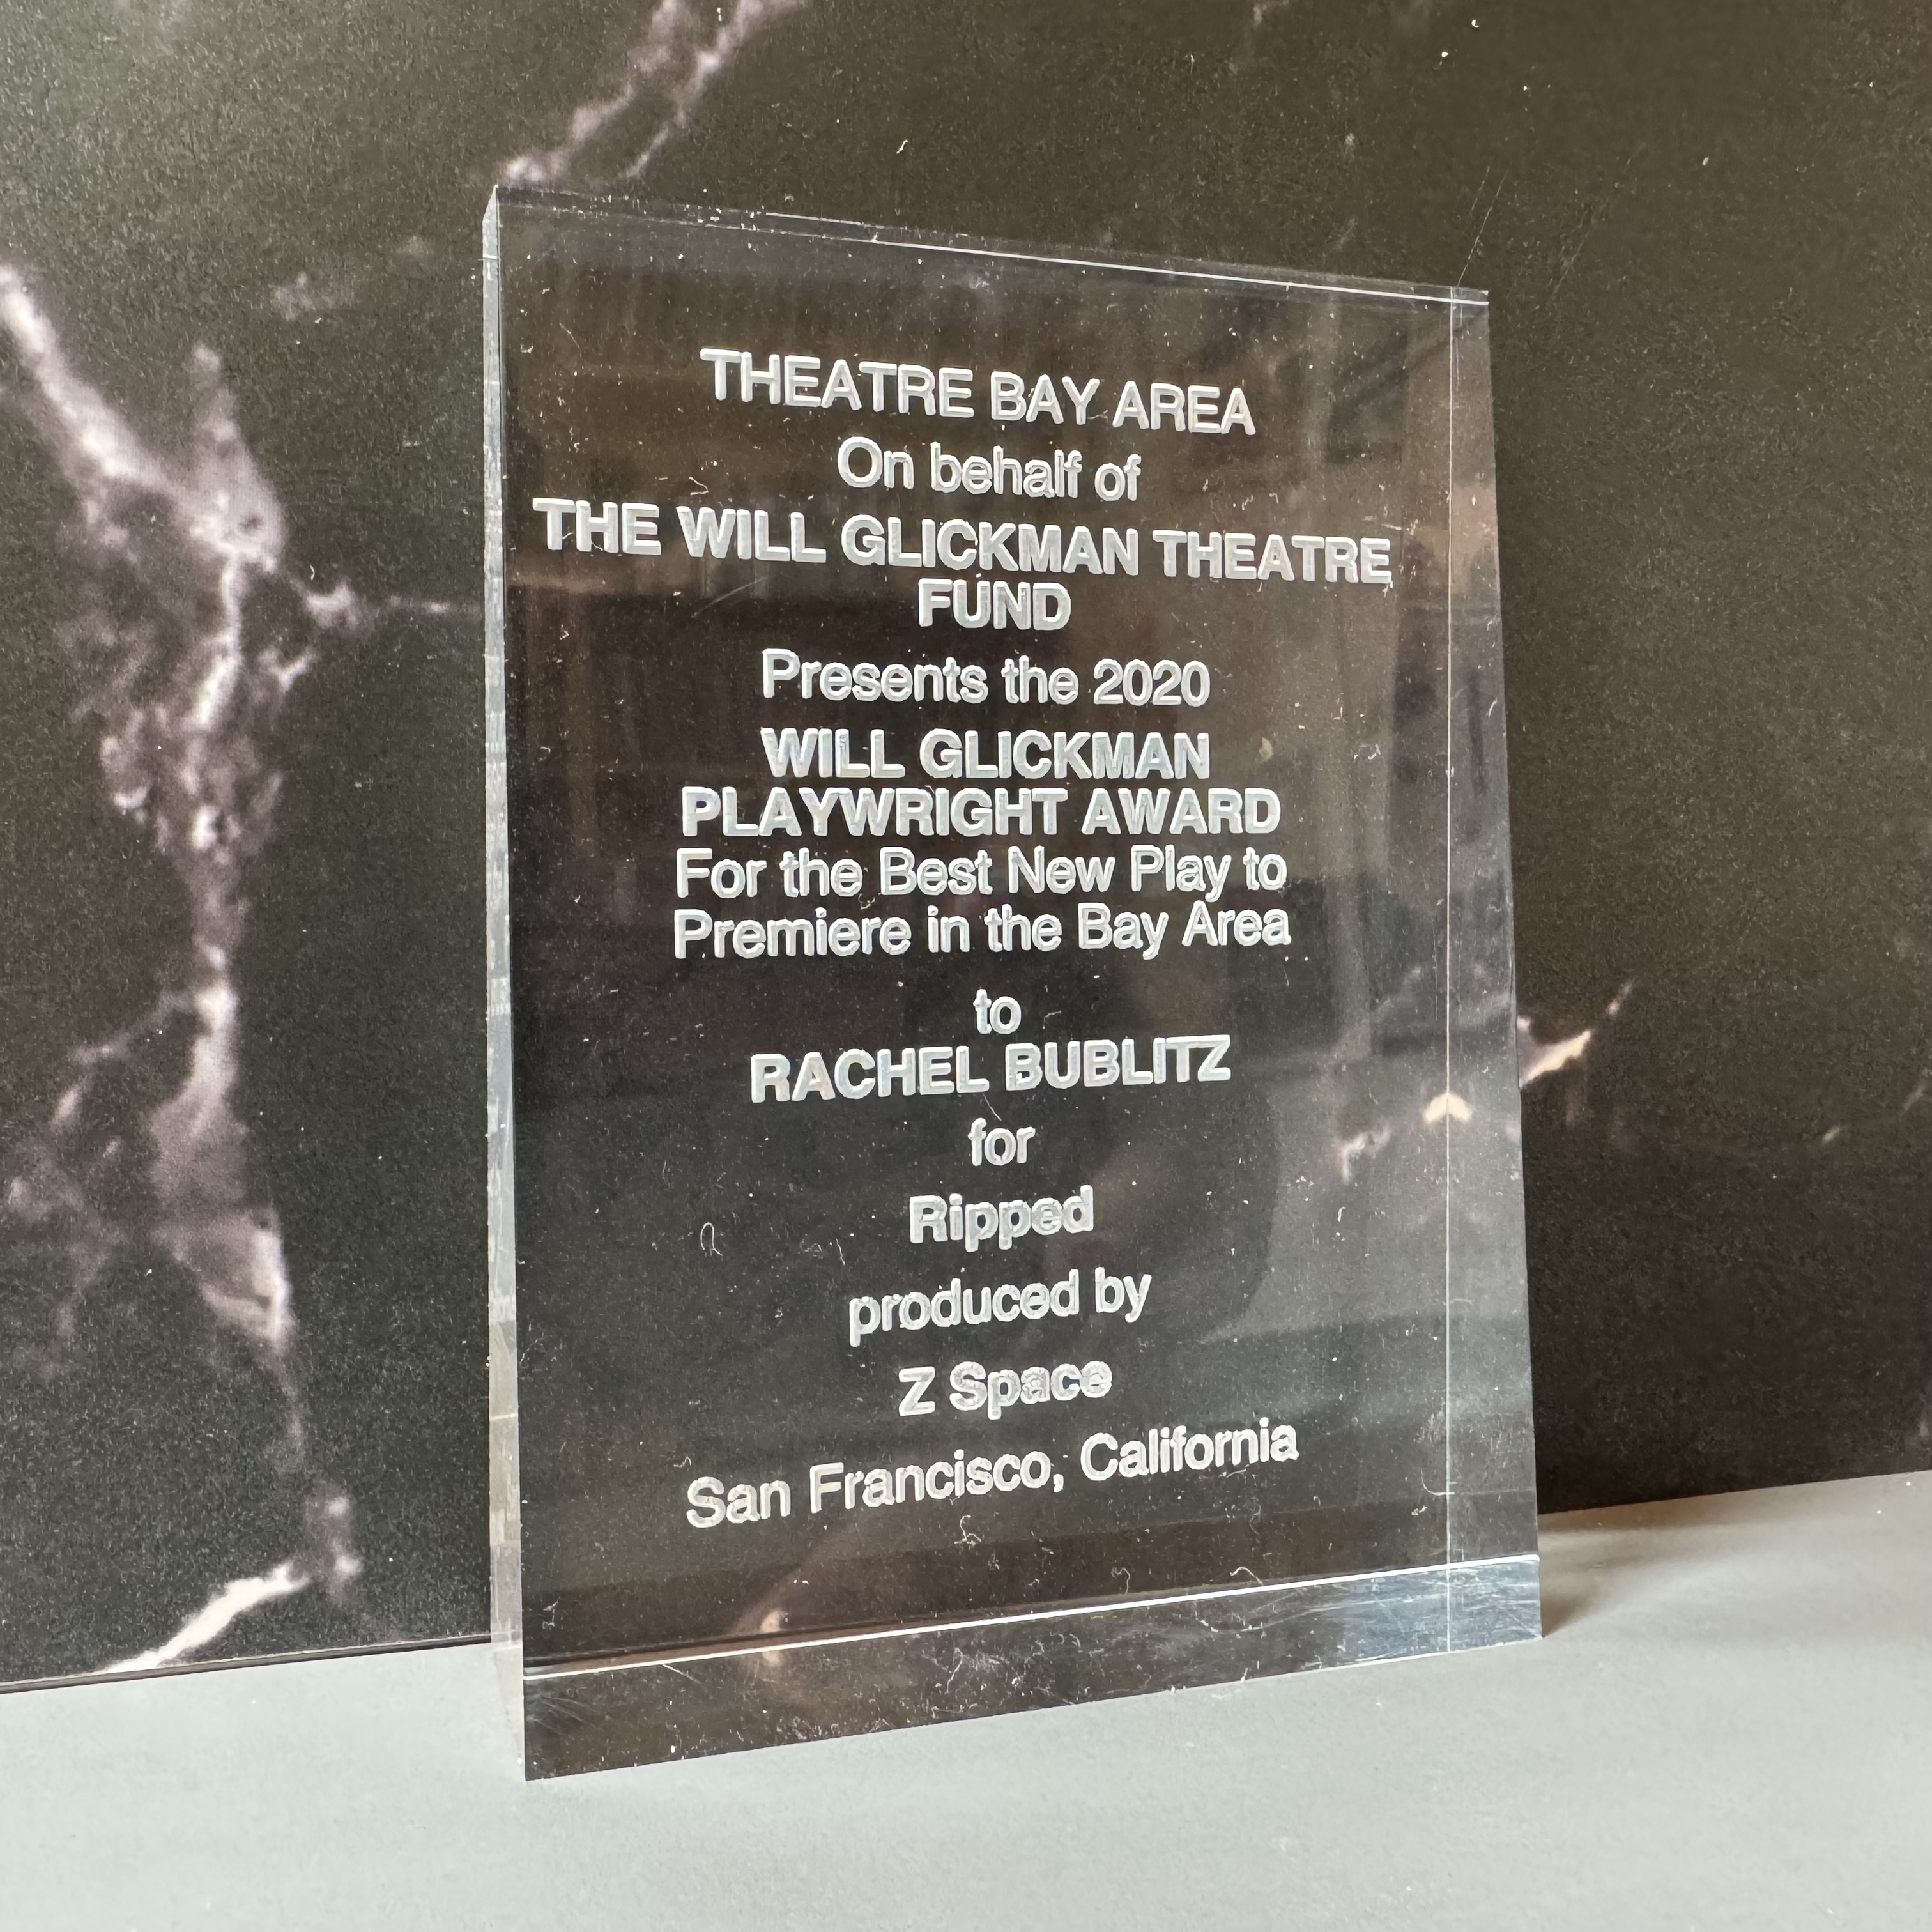 THEATRE BAY AREA
On behalf of
THE WILL GLICKMAN THEATRE
FUND
Presents the 2020
WILL GLICKMAN
PLAYWRIGHT AWARD
For the Best New Play to
Premiere in the Bay Area
to
RACHEL BUBLITZ
for
Ripped
produced by
Z Space
San Francisco, California